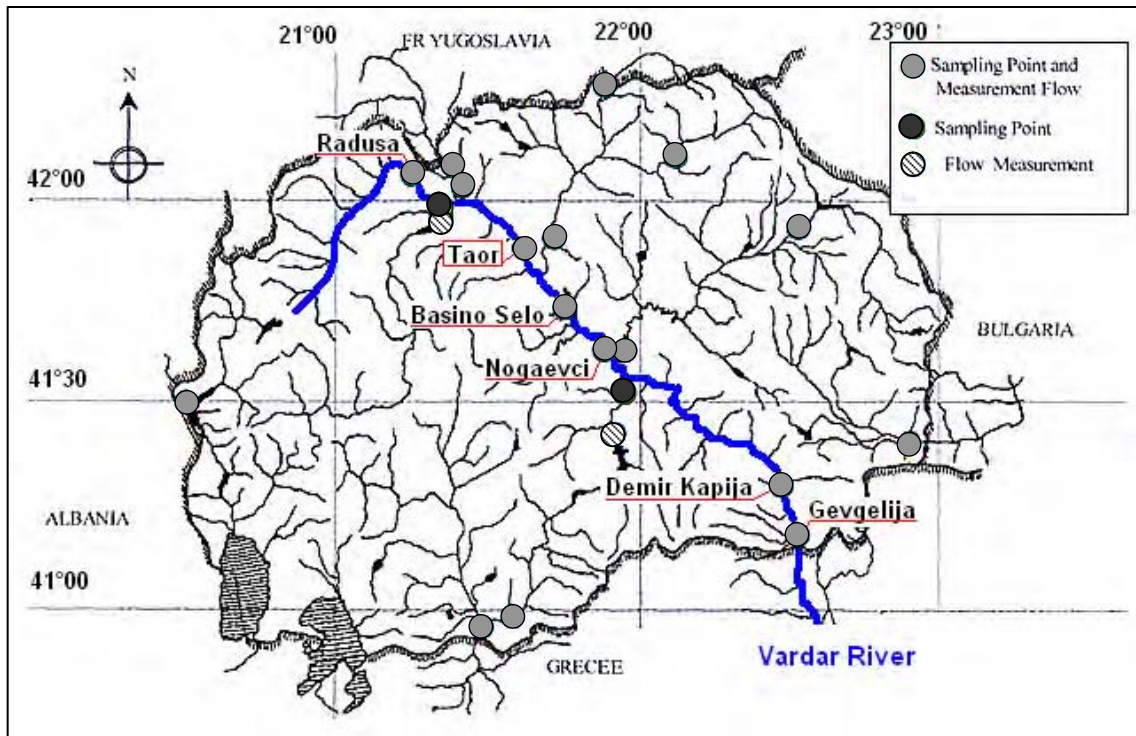 21°00
22°00
23°00
FR YUGOSLAVIA
N
Sampling Point and
Measurement Flow
Sampling Point
Flow Measurement
Radusa
42°00
Taor
Basino Selo
BULGARIA
Nogaevci
41°30
Demir Kapija
ALBANIA
Gevgelija
41°00
Vardar River
GRECEE